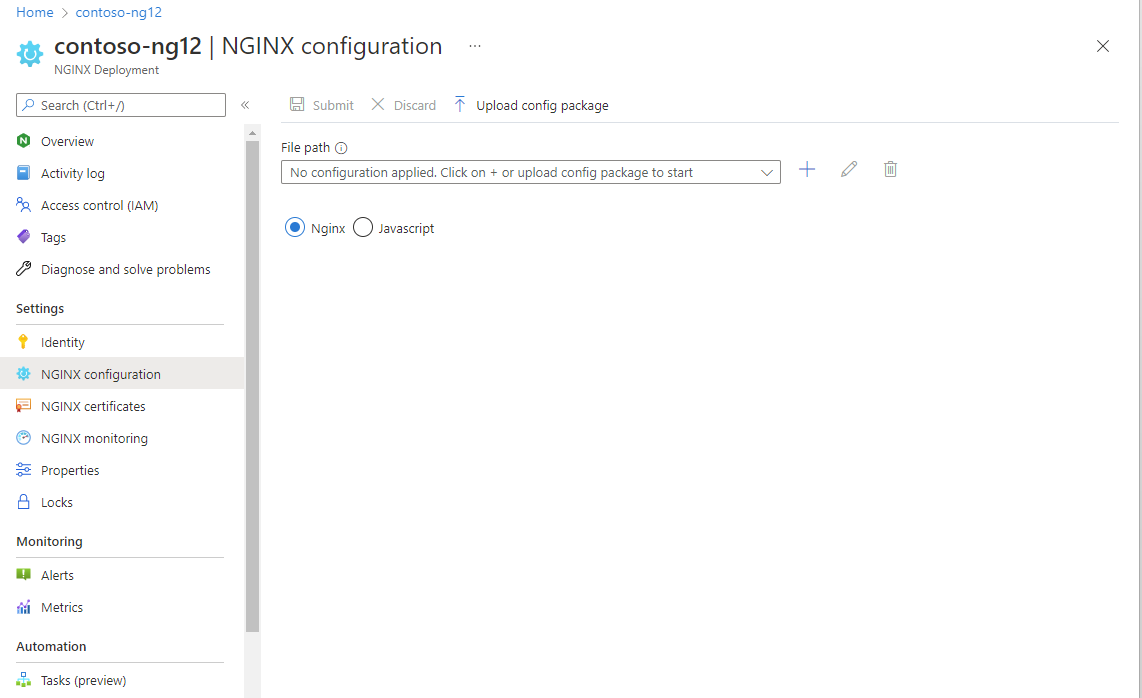 Home > contoso-ng12
contoso-ng12 | NGINX configuration ...
NGINX Deployment
Search (Ctrl+/)
«
Overview
Activity log
Access control (IAM)
Tags
Diagnose and solve problems
Settings
Identity
NGINX configuration
NGINX certificates
NGINX monitoring
Properties
Locks
Monitoring
Alerts
Metrics
Automation
Tasks (preview)
Submit Discard Upload config package
File path
No configuration applied. Click on + or upload config package to start
Nginx Javascript